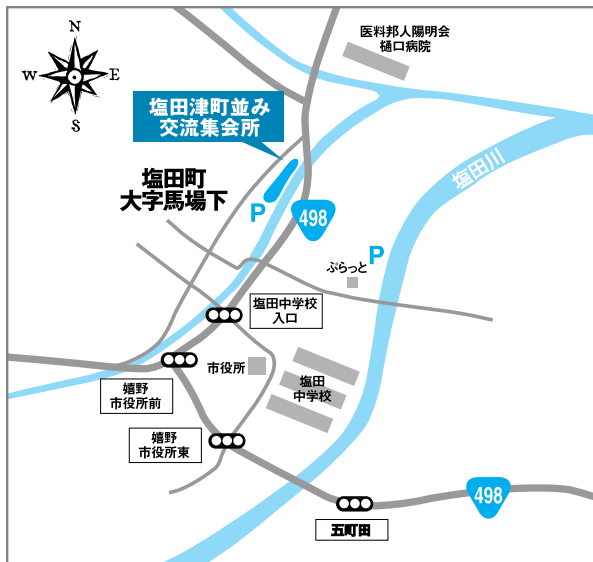 N
W
E
S
医料邦人陽明会
樋口病院
塩田津町並み
交流集会所
塩田川
塩田町
大字馬場下
P
498
P
ぷらっと
塩田中学校
入口
市役所
塩田
中学校
嬉野
市役所前
嬉野
市役所東
498
五町田